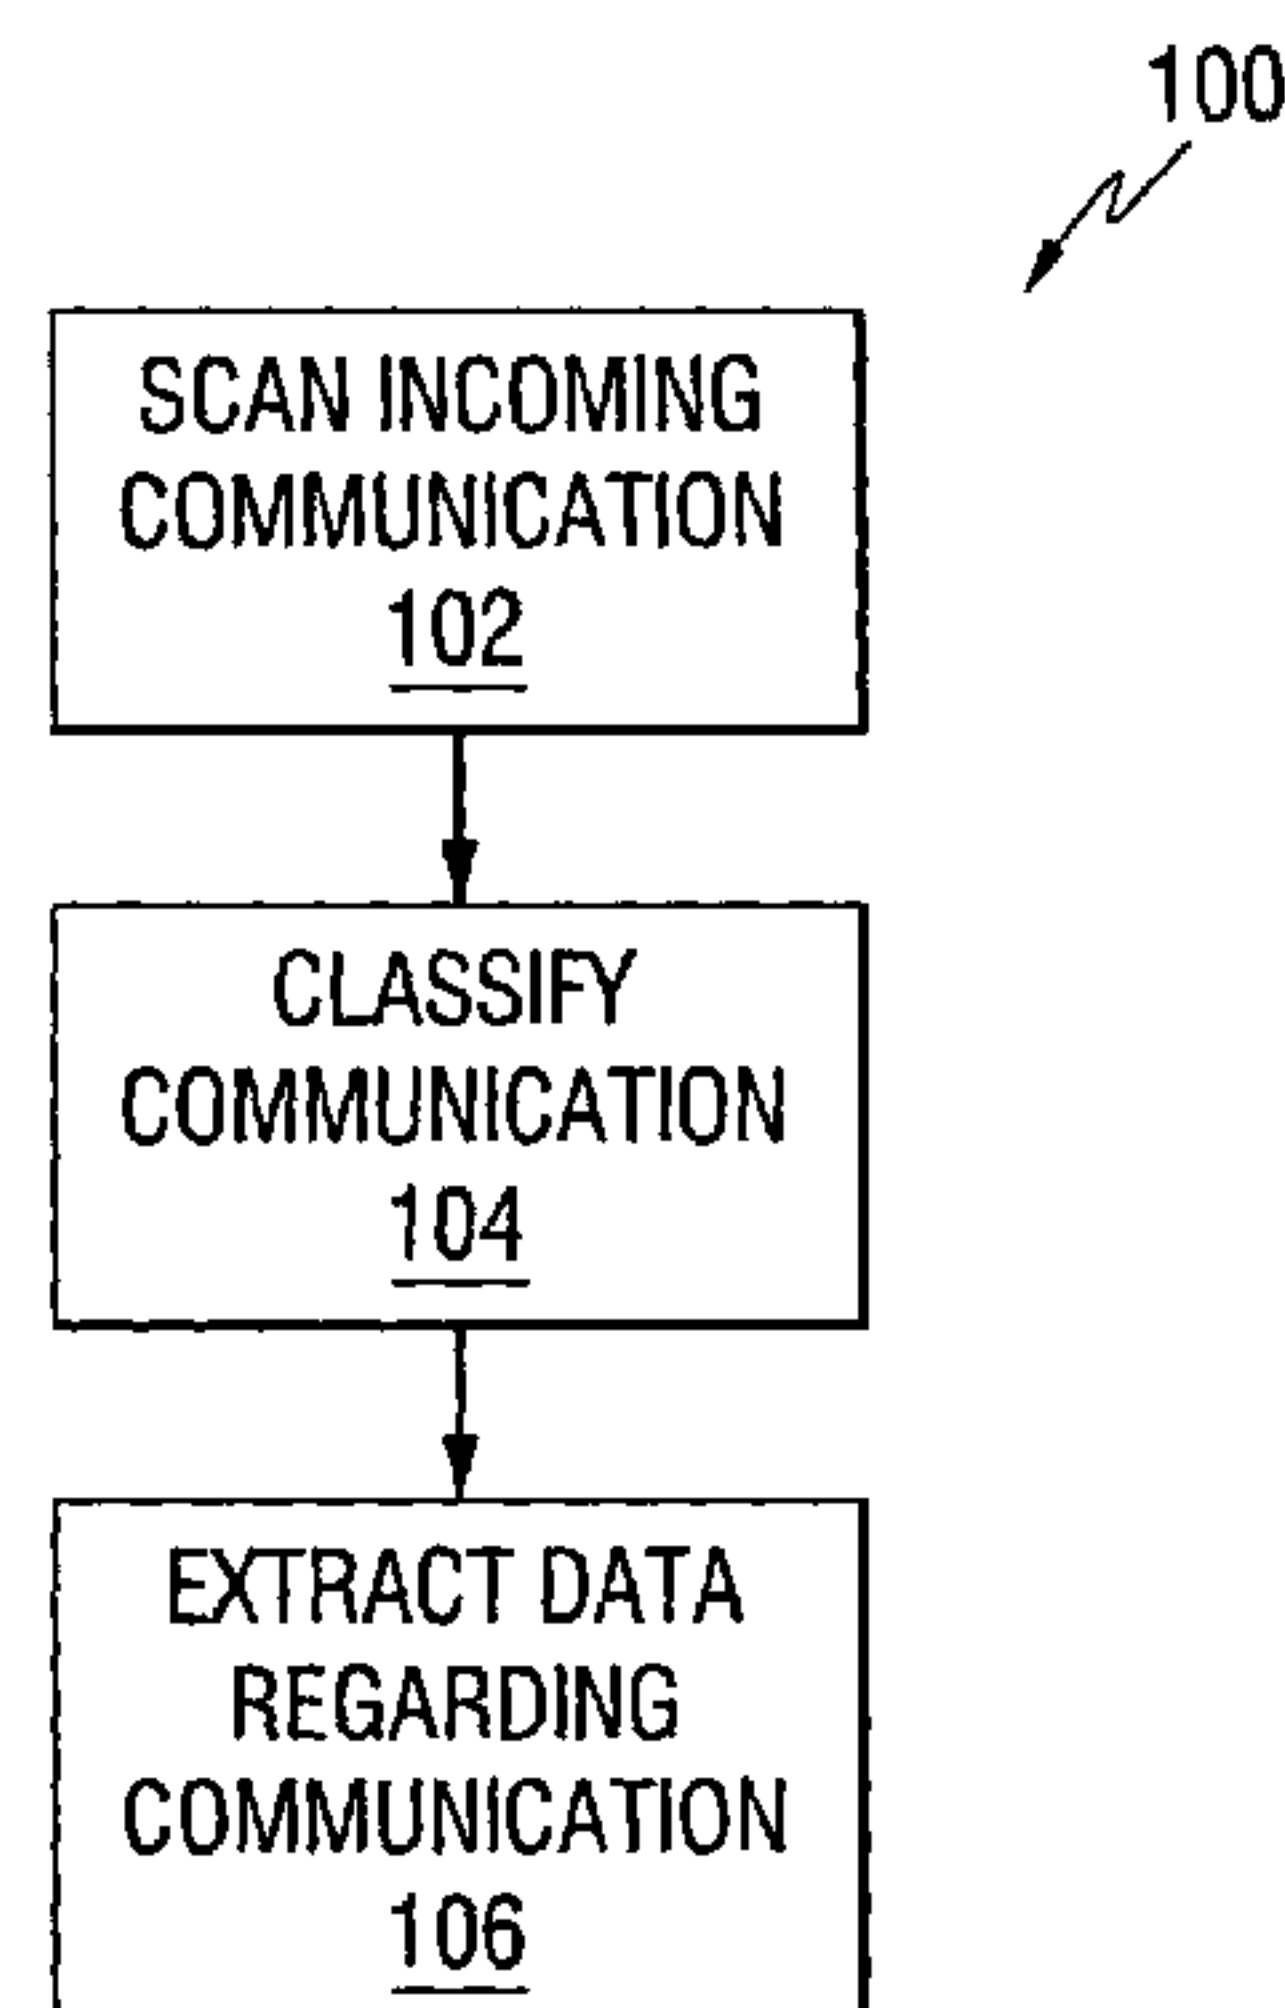 100
SCAN INCOMING
COMMUNICATION
102
CLASSIFY
COMMUNICATION
104
EXTRACT DATA
REGARDING
COMMUNICATION
106